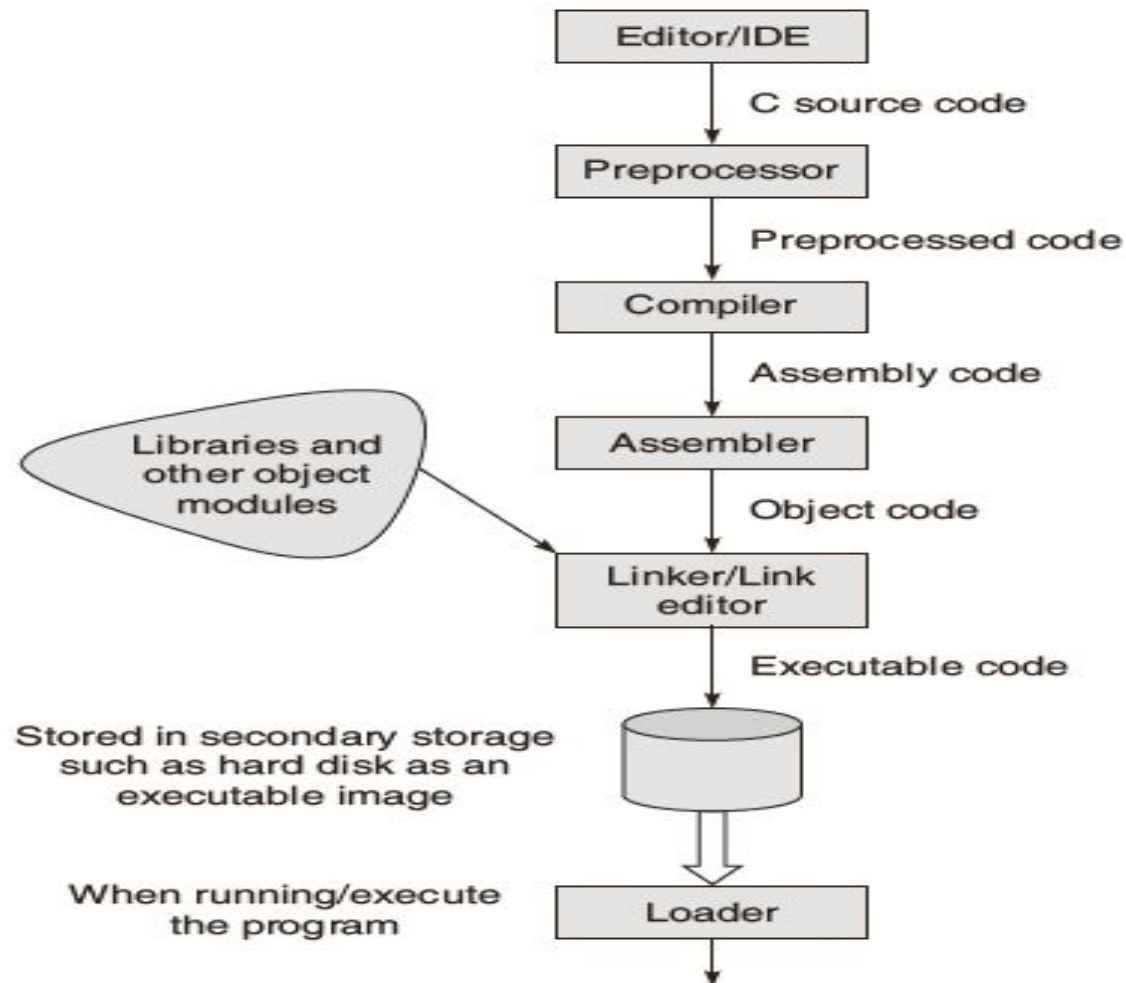 Editor/IDE
C source code
Preprocessor
Preprocessed code
Compiler
Assembly code
Libraries and
other object
modules
Assembler
Object code
Linker/Link
editor
Executable code
Stored in secondary storage
such as hard disk as an
executable image
When running/execute
the program
Loader